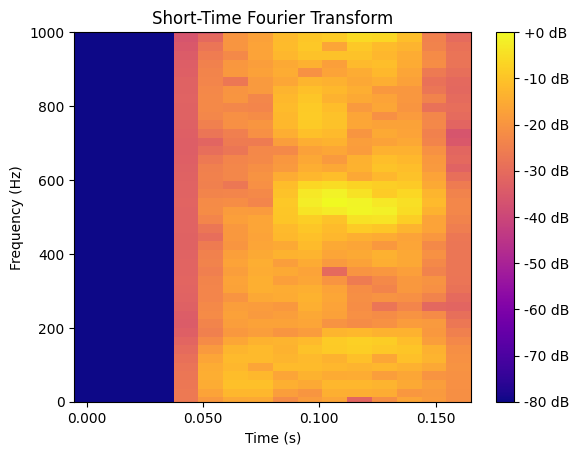 Short-Time Fourier Transform
1000
800
600
400
200
0
Frequency (Hz)
0.000
0.050
0.100
0.150
Time (s)
+0 dB
-10 dB
-20 dB
-30 dB
-40 dB
-50 dB
-60 dB
-70 dB
-80 dB